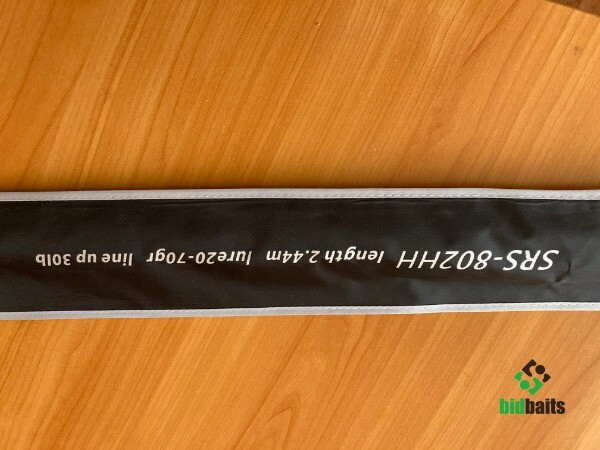 SRS-802HH length 2.44m lure20-70gr line up 30lb
bidbaits